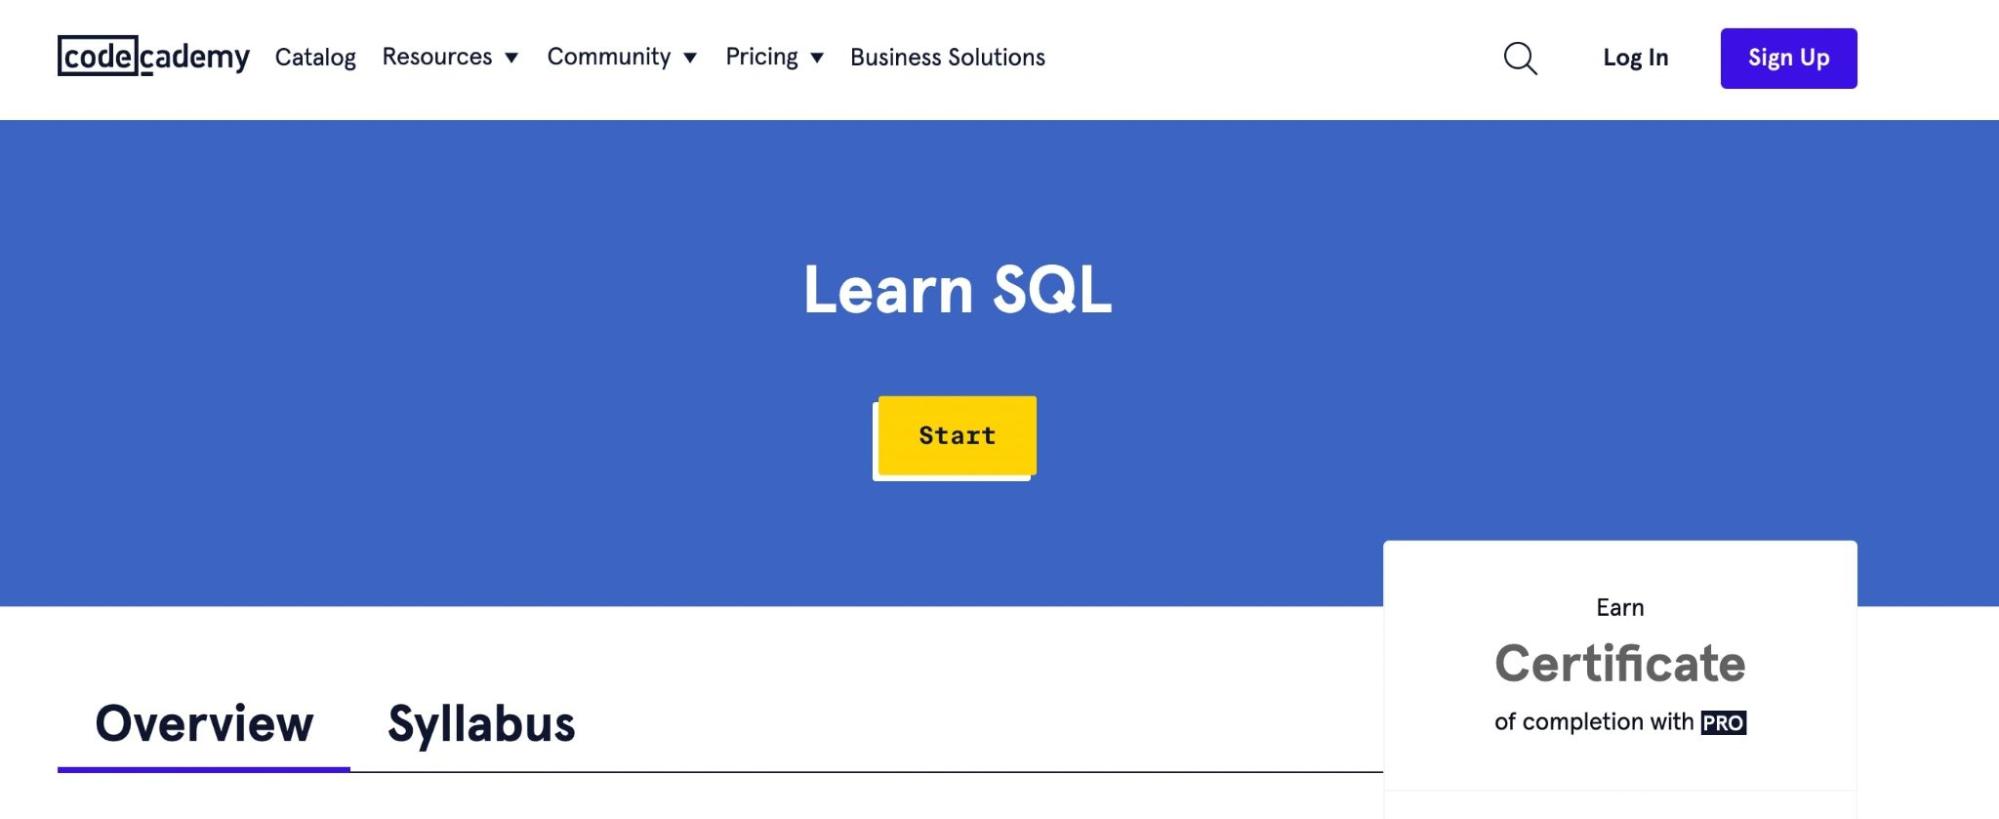 codecademy Catalog Resources Community Pricing Business Solutions Log In Sign Up
Learn SQL
Start
Earn
Certificate
of completion with PRO
Overview Syllabus